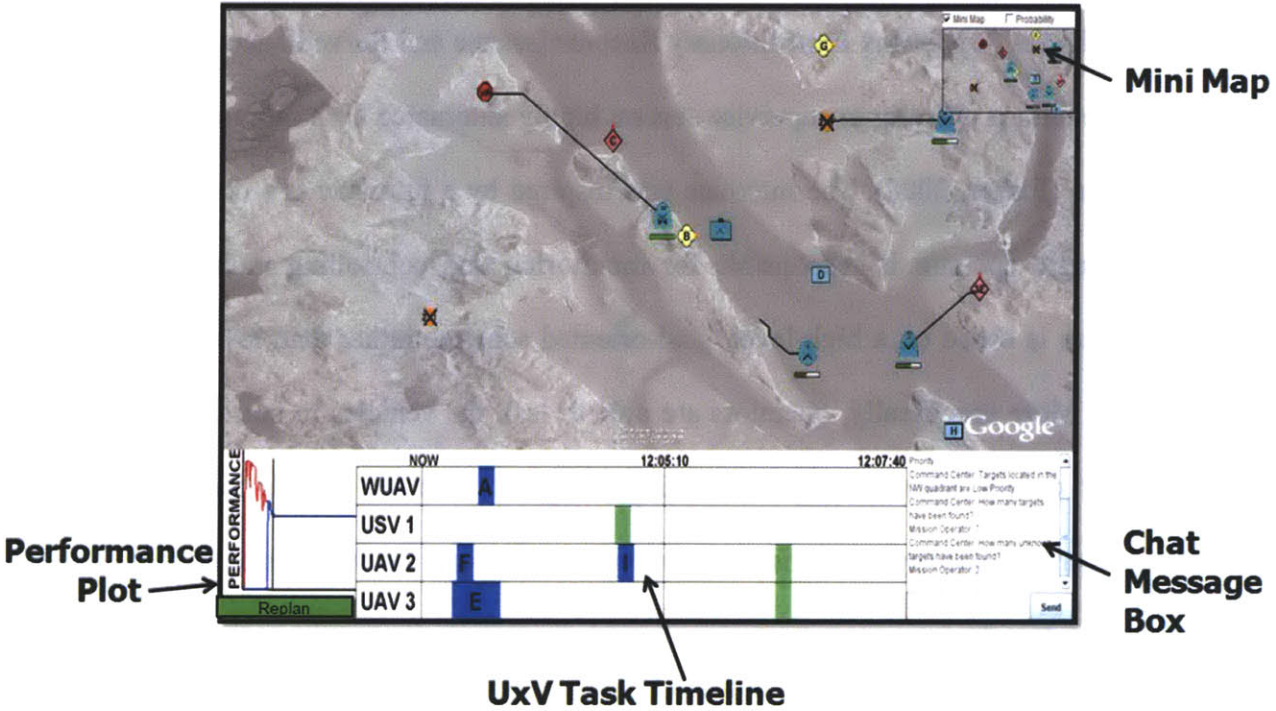 Mini Map
Probability
Mini Map
G
C
B
A
D
H
Google
NOW
12:05:10
12:07:40
PERFORMANCE
Replan
WUAV
A
USV 1
UAV 2
F
I
UAV 3
E
Priority
Command Center: Targets located in the
NW quadrant are Low Priority
Command Center: How many targets
have been found?
Mission Operator: 7
Command Center: How many unknown
targets have been found?
Mission Operator: 2
Send
Performance
Plot
Chat
Message
Box
UxV Task Timeline